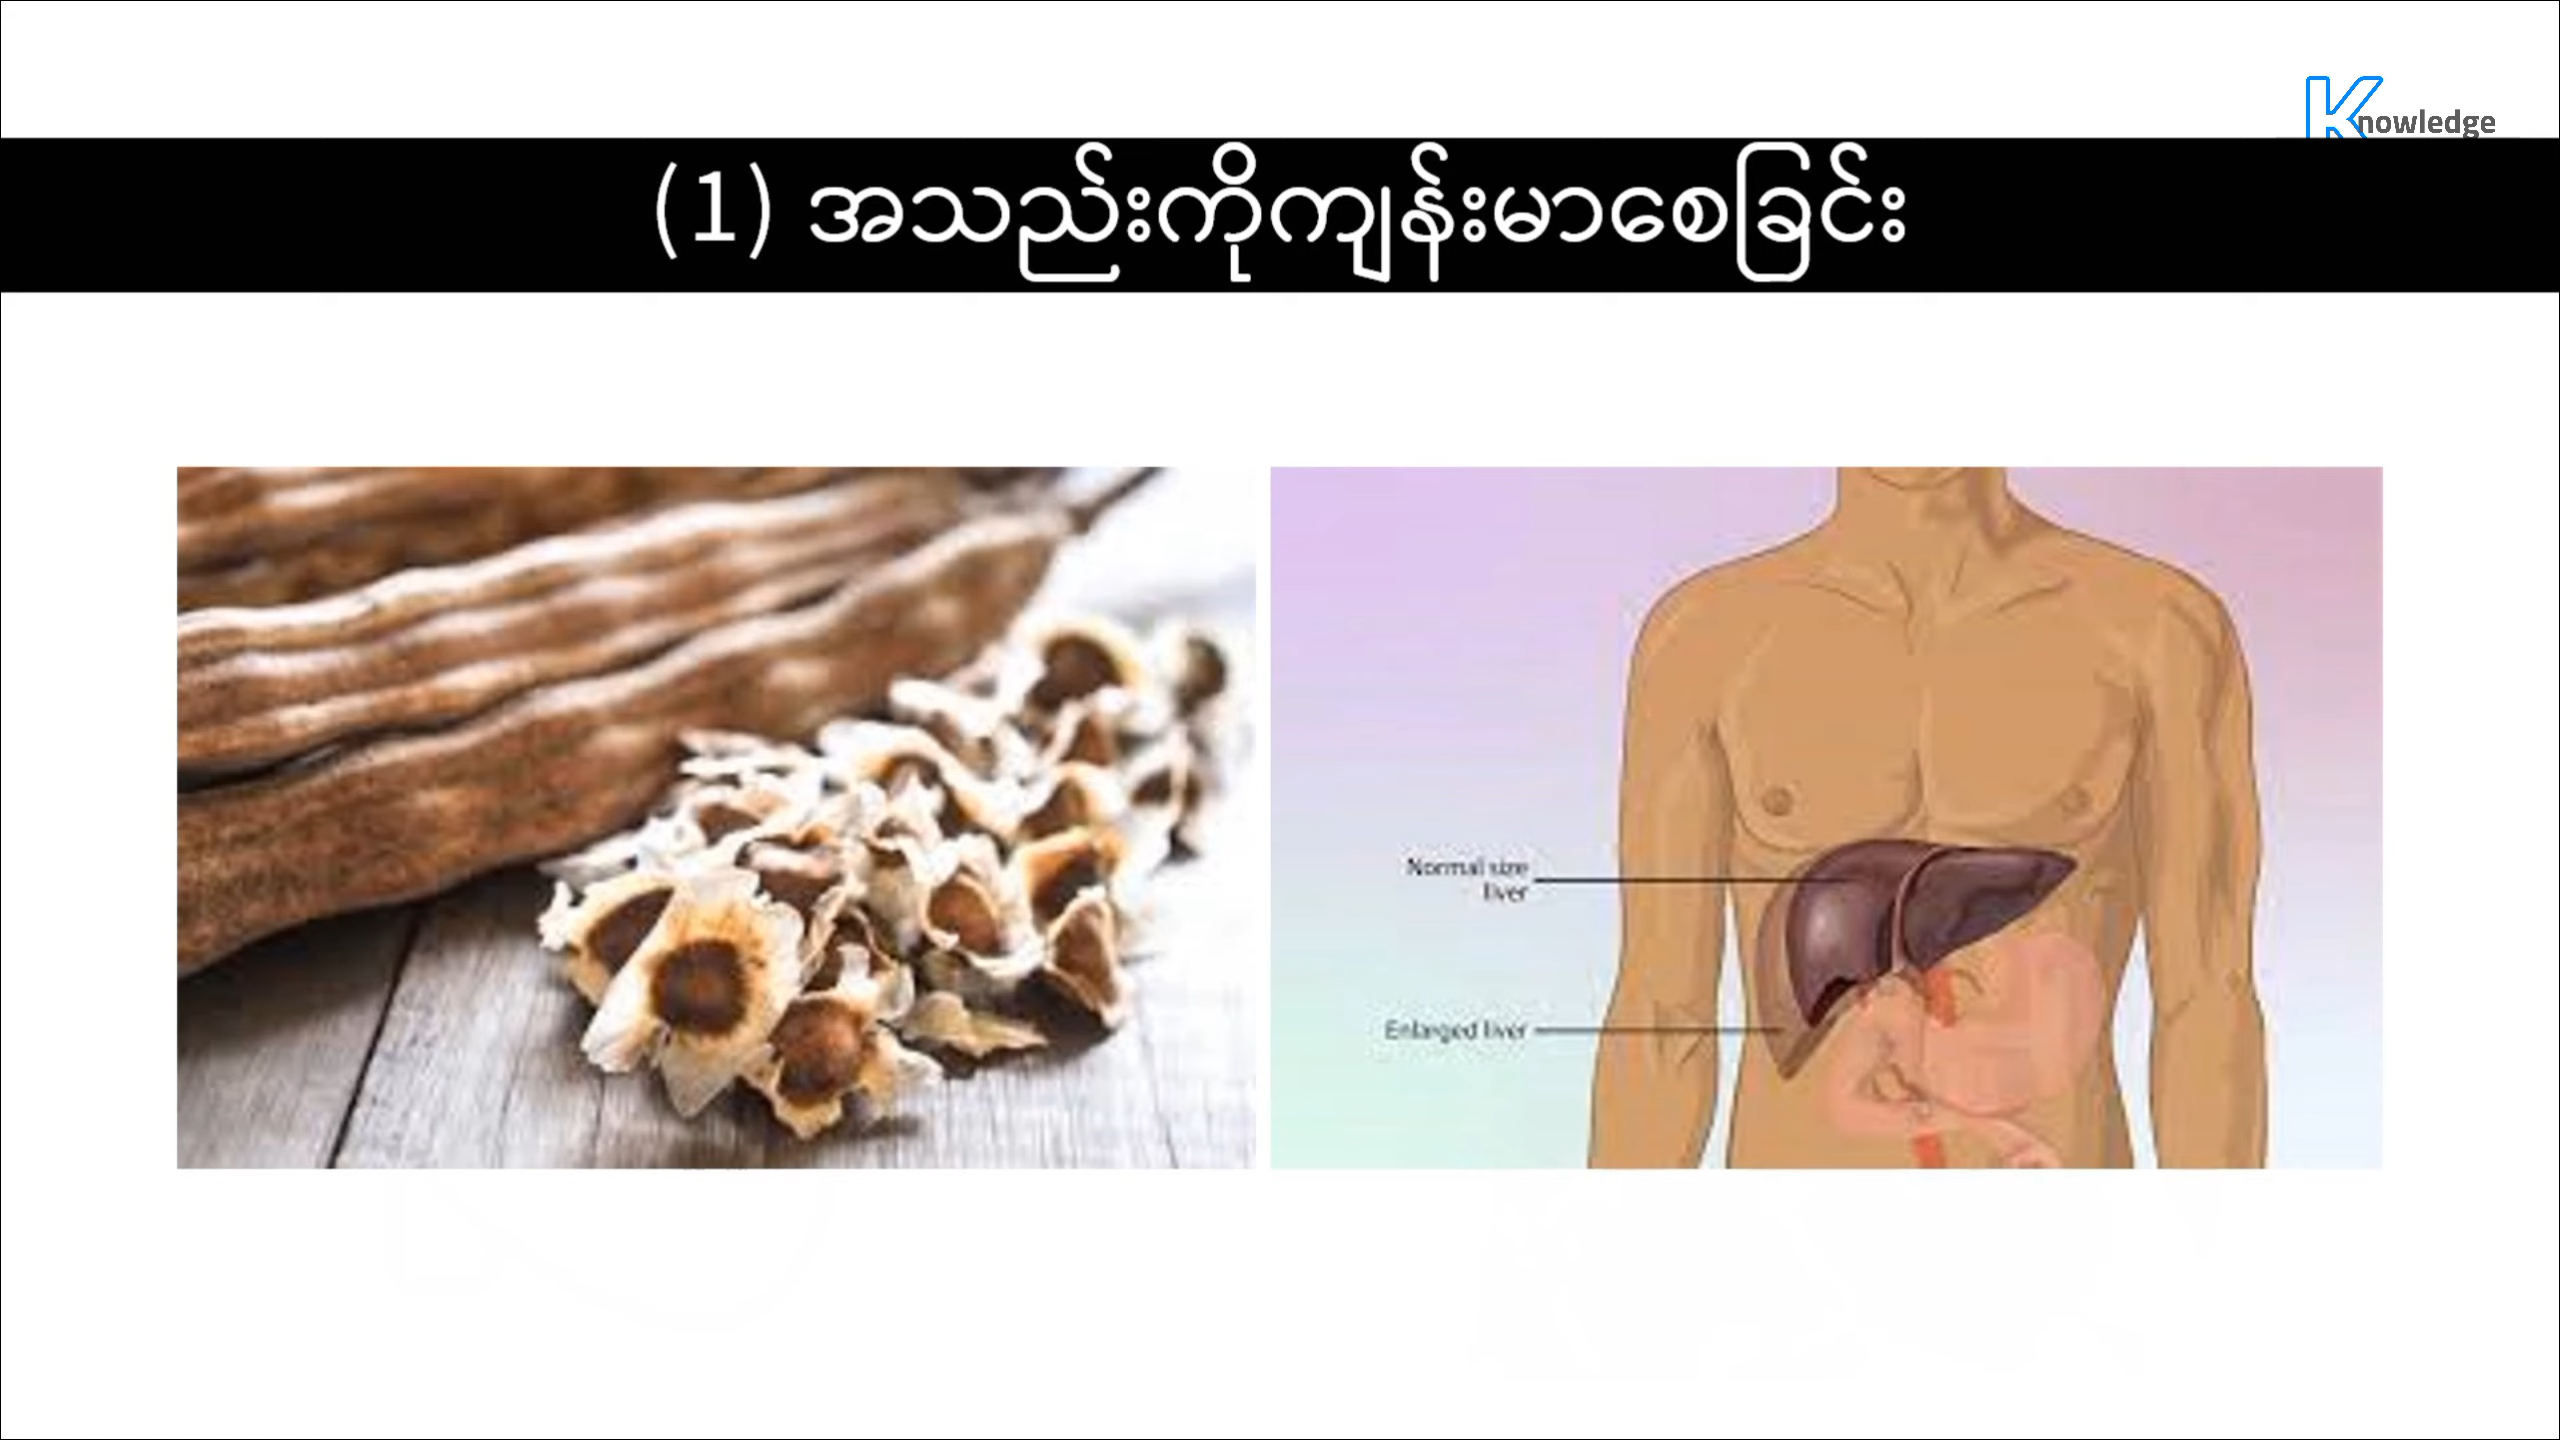 Knowledge
(1) အသည်းကိုကျန်းမာစေခြင်း
Normal size
liver
Enlarged liver